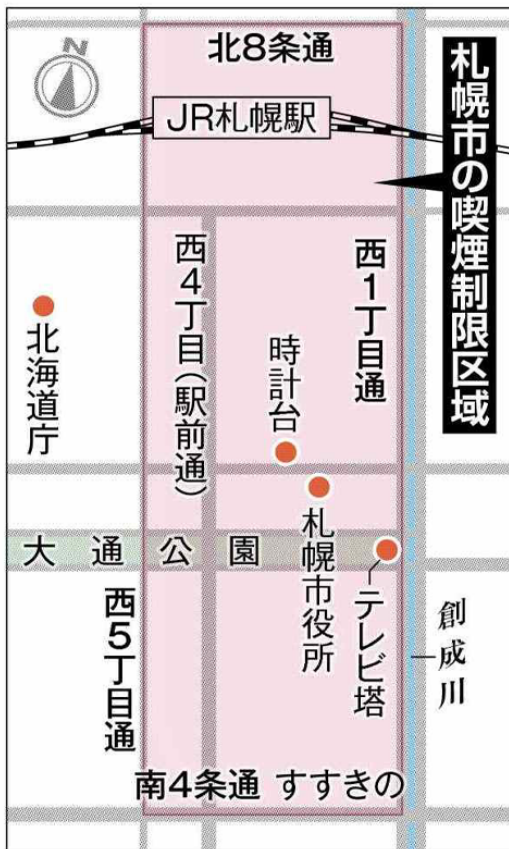 札幌市の喫煙制限区域
N
北8条通
JR札幌駅
西1丁目通
西4丁目(駅前通)
時計台
北海道庁
札幌市役所
大通公園
テレビ塔
創成川
西5丁目通
南4条通 すすきの